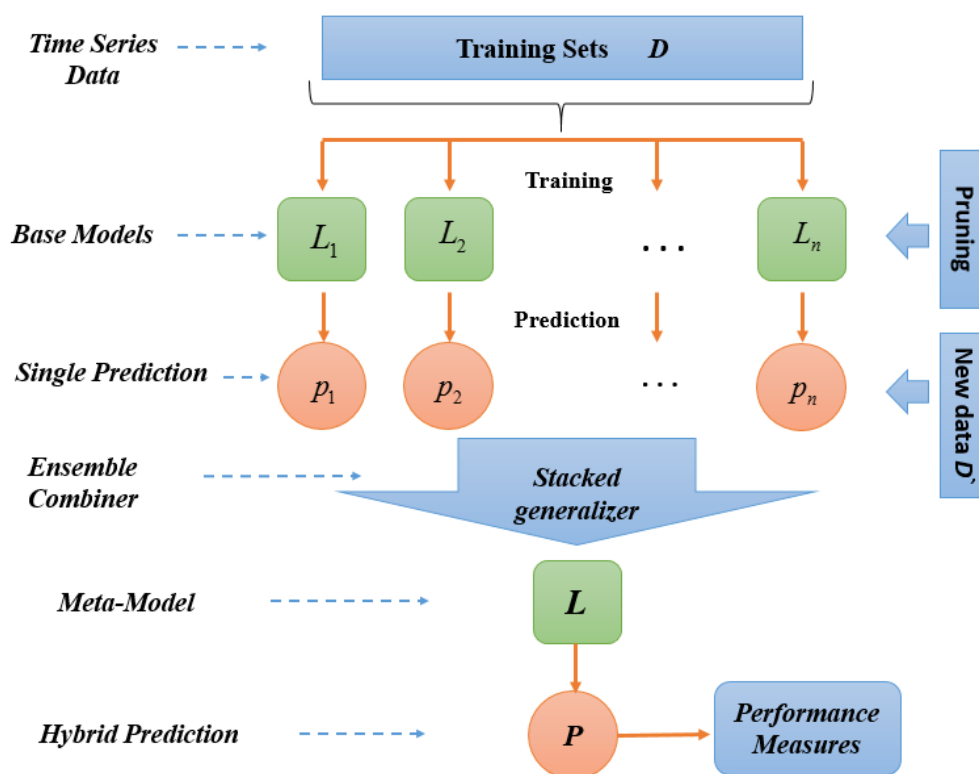 Time Series
Data
Training Sets D
Training
Pruning
Base Models
L₁
L₂
...
Lₙ
Prediction
Single Prediction
p₁
p₂
...
pₙ
New data D`
Ensemble
Combiner
Stacked
generalizer
Meta-Model
L
Hybrid Prediction
P
Performance
Measures